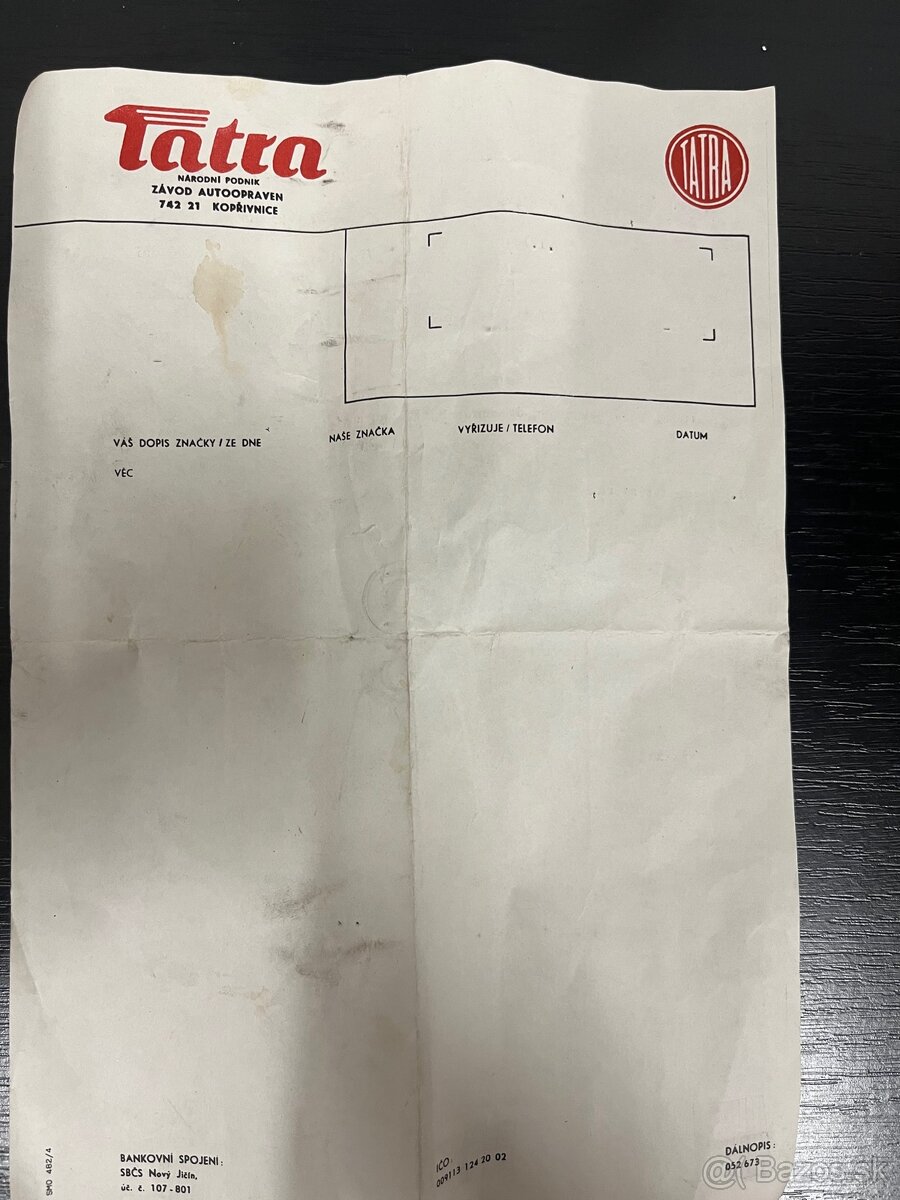 Tatra
NÁRODNÍ PODNIK
ZÁVOD AUTOOPRAVEN
742 21 KOPŘIVNICE
TATRA
VÁŠ DOPIS ZNAČKY / ZE DNE
NAŠE ZNAČKA
VYŘIZUJE / TELEFON
DATUM
VĚC
SMO 482/4
BANKOVNÍ SPOJENÍ:
SBČS Nový Jičín,
úč. č. 107-801
IČO:
009113 124 20 02
DÁLNOPIS:
052 673
@ Bazos.sk